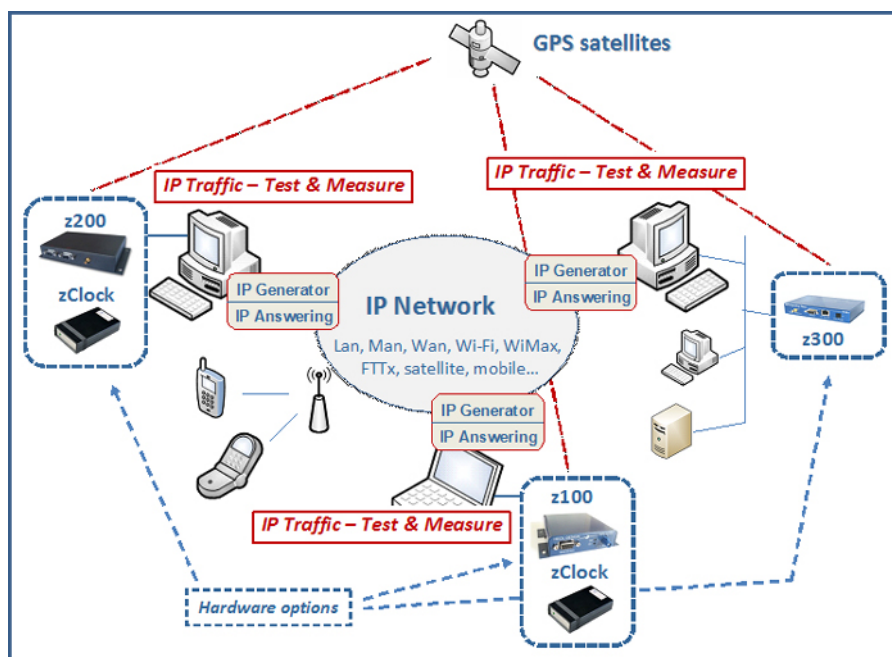 GPS satellites
IP Traffic – Test & Measure
IP Traffic – Test & Measure
z200
zClock
IP Generator
IP Answering
IP Network
Lan, Man, Wan, Wi-Fi, WiMax,
FTTx, satellite, mobile...
IP Generator
IP Answering
z300
IP Generator
IP Answering
IP Traffic – Test & Measure
z100
zClock
Hardware options